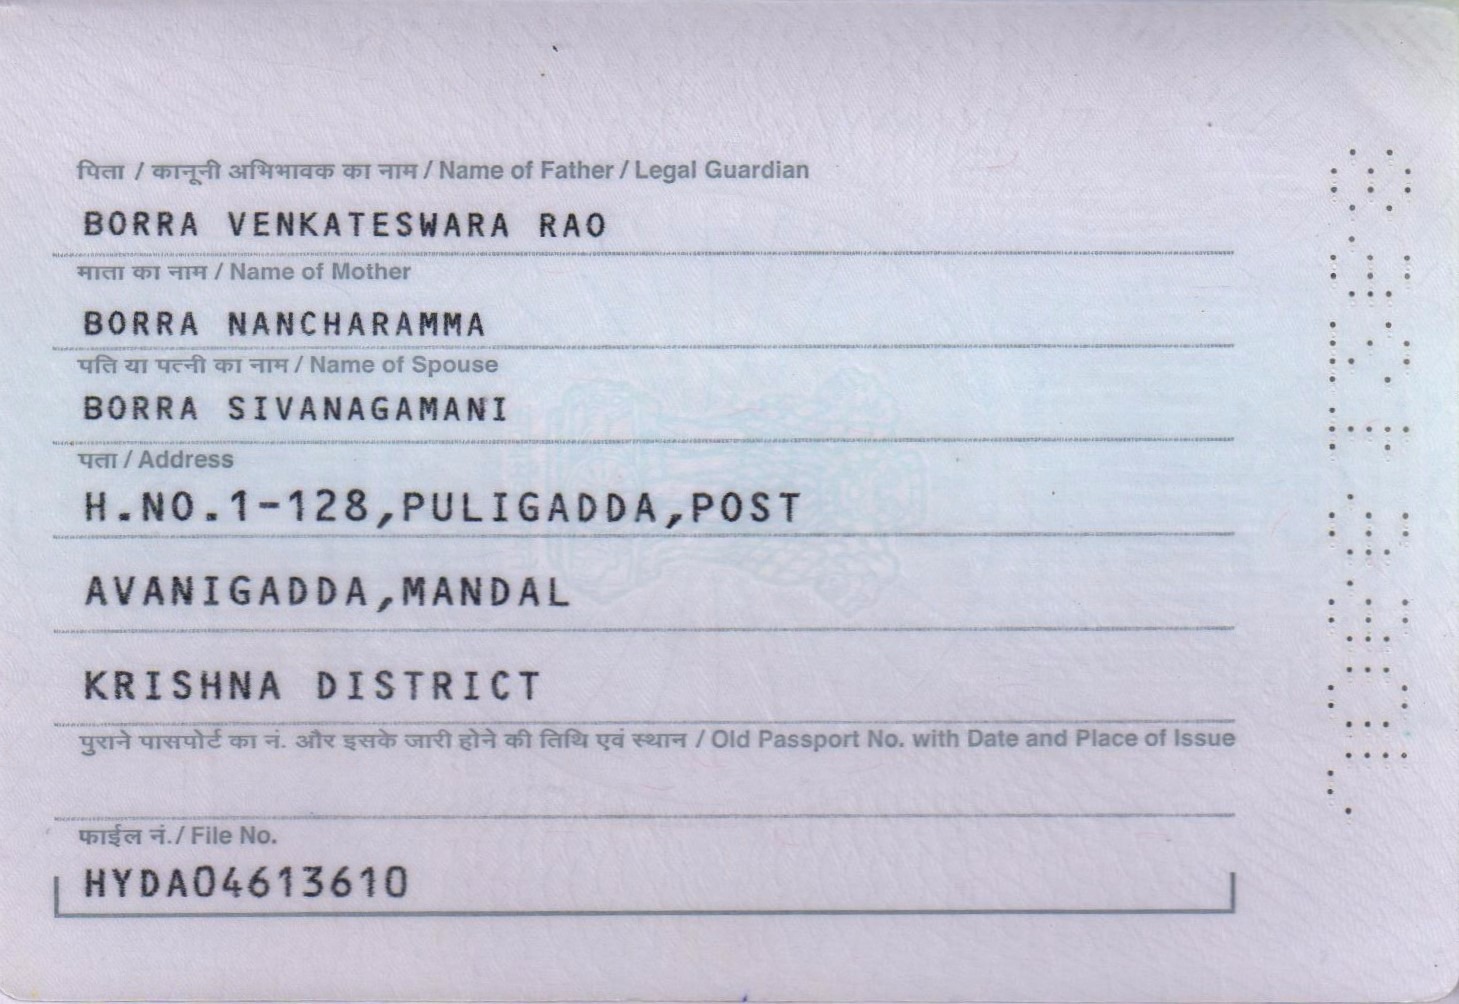 पिता / कानूनी अभिभावक का नाम / Name of Father / Legal Guardian
BORRA VENKATESWARA RAO
माता का नाम / Name of Mother
BORRA NANCHARAMMA
पति या पत्नी का नाम / Name of Spouse
BORRA SIVANAGAMANI
पता / Address
H.NO.1-128,PULIGADDA,POST
AVANIGADDA,MANDAL
KRISHNA DISTRICT
पुराने पासपोर्ट का नं. और इसके जारी होने की तिथि एवं स्थान / Old Passport No. with Date and Place of Issue
फाईल नं./ File No.
HYDA04613610